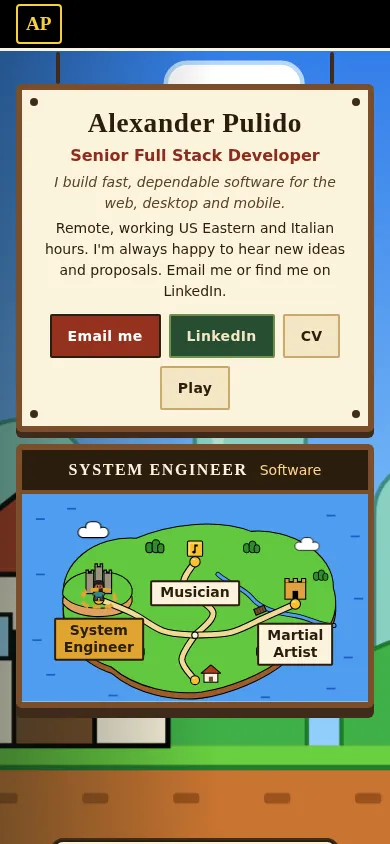 AP
Alexander Pulido
Senior Full Stack Developer
I build fast, dependable software for the
web, desktop and mobile.
Remote, working US Eastern and Italian
hours. I'm always happy to hear new ideas
and proposals. Email me or find me on
LinkedIn.
Email me
LinkedIn
CV
Play
SYSTEM ENGINEER Software
Musician
System
Engineer
Martial
Artist